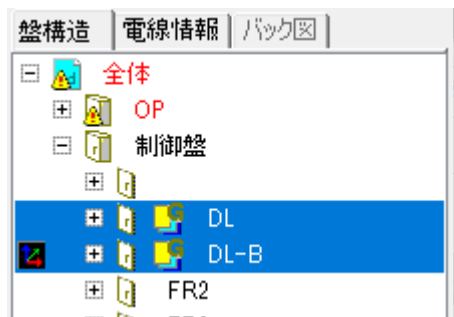 盤構造 電線情報 バック図
全体
OP
制御盤
DL
DL-B
FR2